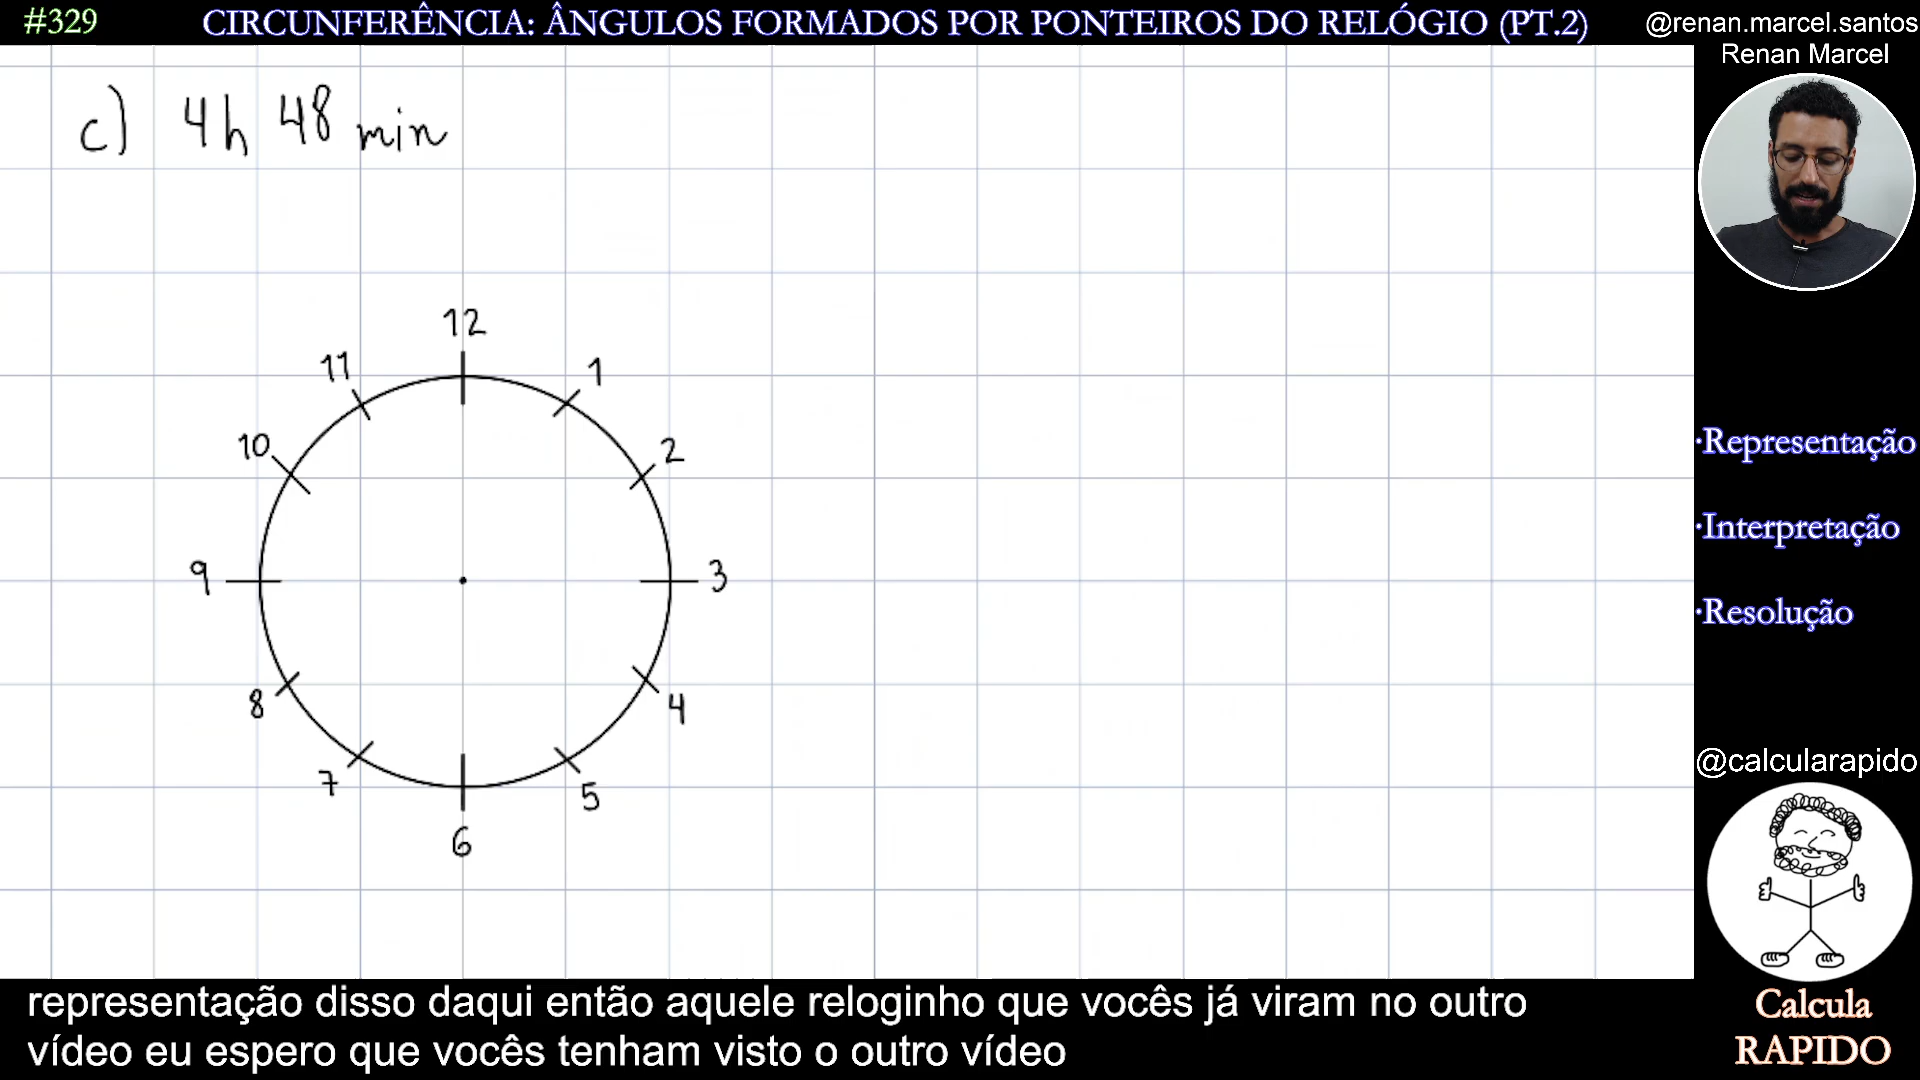 #329
CIRCUNFERÊNCIA: ÂNGULOS FORMADOS POR PONTEIROS DO RELÓGIO (PT.2)
@renan.marcel.santos
Renan Marcel
c) 4h 48 min
12
11
1
10
2
9
3
8
4
7
5
6
·Representação
·Interpretação
·Resolução
@calcularapido
Calcula
RAPIDO
representação disso daqui então aquele reloginho que vocês já viram no outro
vídeo eu espero que vocês tenham visto o outro vídeo